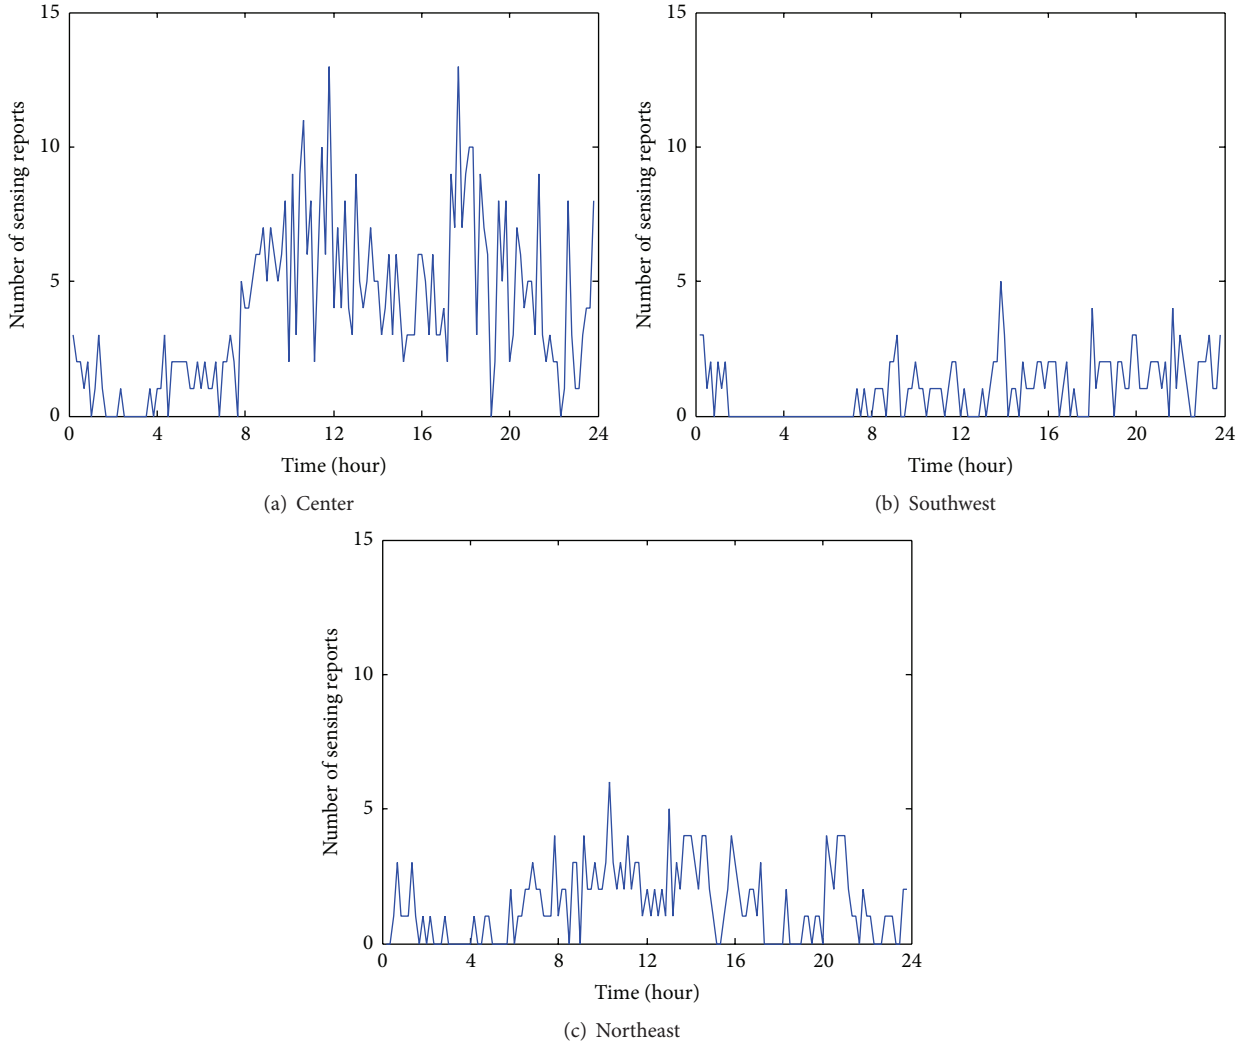 15
10
5
0
Number of sensing reports
0 4 8 12 16 20 24
Time (hour)
(a) Center
15
10
5
0
Number of sensing reports
0 4 8 12 16 20 24
Time (hour)
(b) Southwest
15
10
5
0
Number of sensing reports
0 4 8 12 16 20 24
Time (hour)
(c) Northeast